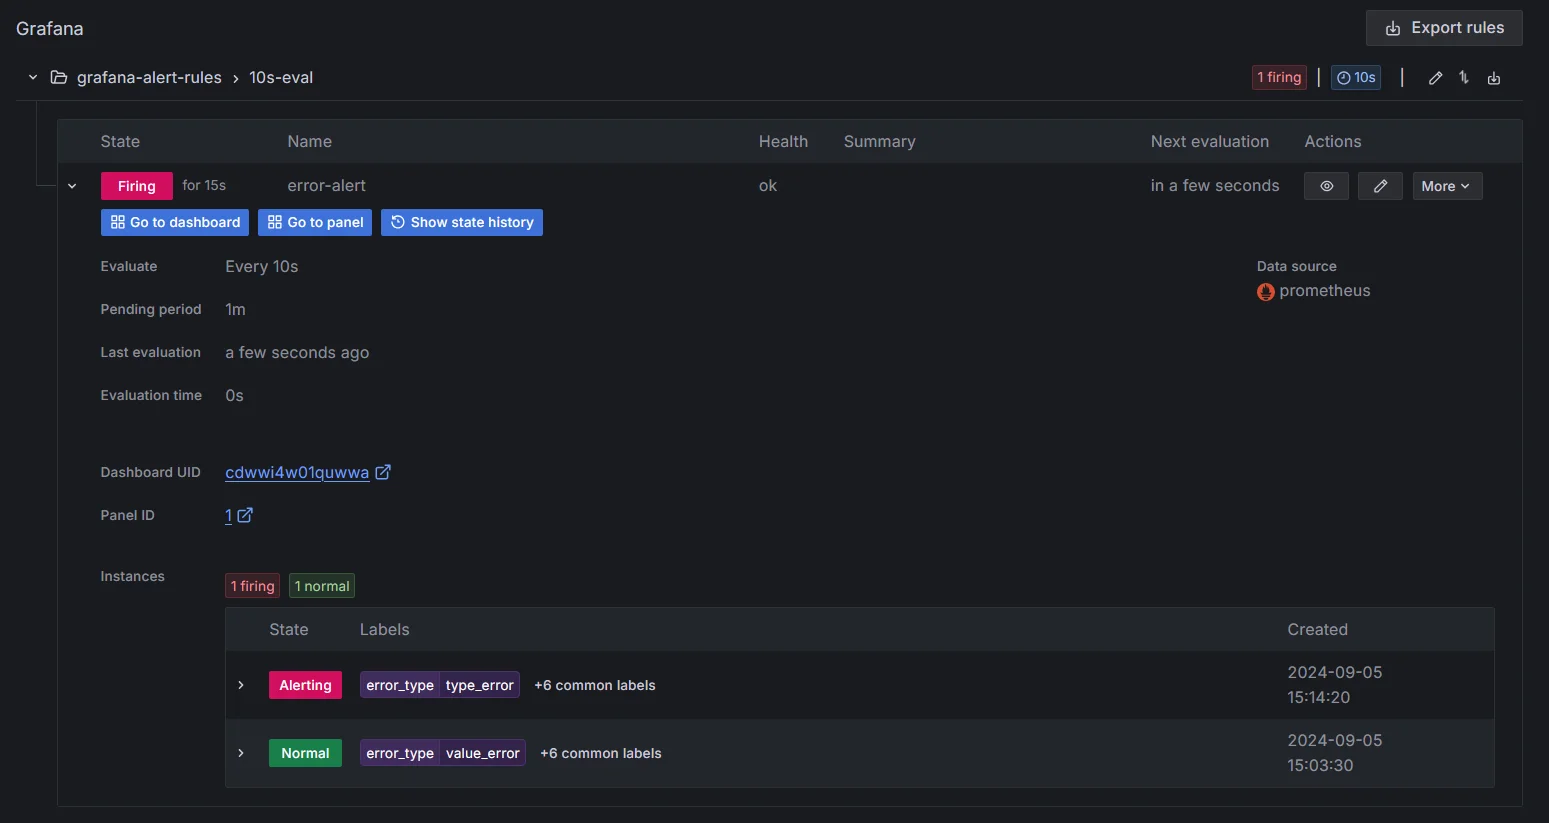 Grafana
Export rules
grafana-alert-rules > 10s-eval
1 firing | 10s |
State Name Health Summary Next evaluation Actions
Firing for 15s error-alert ok in a few seconds More
Go to dashboard Go to panel Show state history
Evaluate Every 10s
Data source
prometheus
Pending period 1m
Last evaluation a few seconds ago
Evaluation time 0s
Dashboard UID cdwwi4w01quwwa
Panel ID 1
Instances 1 firing 1 normal
State Labels Created
Alerting error_type type_error +6 common labels 2024-09-05
15:14:20
Normal error_type value_error +6 common labels 2024-09-05
15:03:30